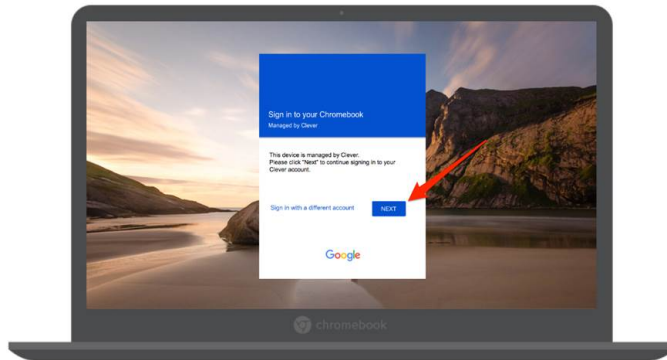 Sign in to your Chromebook
Managed by Clever
This device is managed by Clever.
Please click "Next" to continue signing in to your
Clever account.
Sign in with a different account
NEXT
Google
chromebook